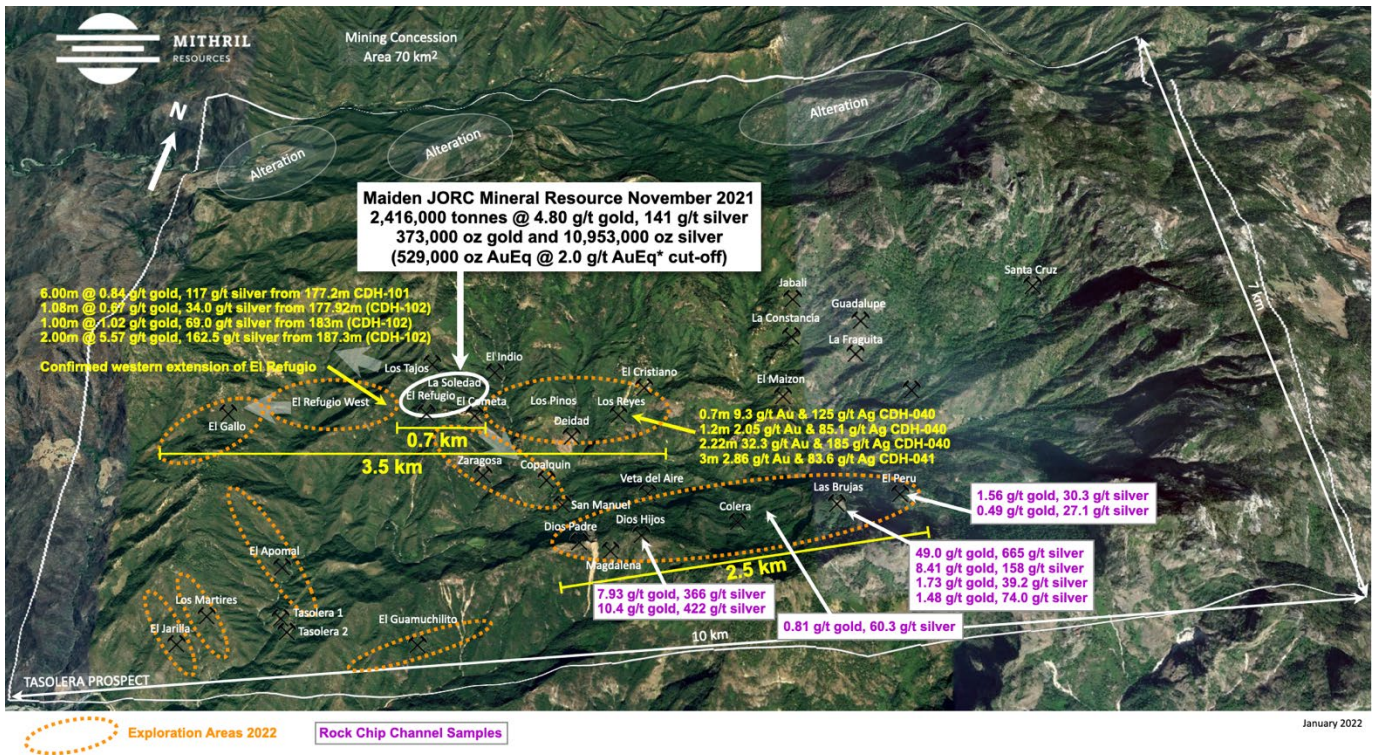 MITHRIL
RESOURCES
Mining Concession
Area 70 km²
N
Alteration
Alteration
Alteration
Maiden JORC Mineral Resource November 2021
2,416,000 tonnes @ 4.80 g/t gold, 141 g/t silver
373,000 oz gold and 10,953,000 oz silver
(529,000 oz AuEq @ 2.0 g/t AuEq* cut-off)
7 km
Santa Cruz
Jabali
Guadalupe
La Constancia
La Fraguita
6.00m @ 0.84 g/t gold, 117 g/t silver from 177.2m CDH-101
1.08m @ 0.67 g/t gold, 34.0 g/t silver from 177.92m (CDH-102)
1.00m @ 1.02 g/t gold, 69.0 g/t silver from 183m (CDH-102)
2.00m @ 5.57 g/t gold, 162.5 g/t silver from 187.3m (CDH-102)
Confirmed western extension of El Refugio
Los Tajos
El Indio
La Soledad
El Cristiano
El Maizon
El Refugio West
El Refugio
El Cometa
Los Pinos
Los Reyes
El Gallo
Deidad
0.7m 9.3 g/t Au & 125 g/t Ag CDH-040
1.2m 2.05 g/t Au & 85.1 g/t Ag CDH-040
2.22m 32.3 g/t Au & 185 g/t Ag CDH-040
3m 2.86 g/t Au & 83.6 g/t Ag CDH-041
0.7 km
3.5 km
Zaragosa
Copalquin
Veta del Aire
San Manuel
Las Brujas
El Peru
Colera
Dios Padre
Dios Hijos
Magdalena
2.5 km
1.56 g/t gold, 30.3 g/t silver
0.49 g/t gold, 27.1 g/t silver
49.0 g/t gold, 665 g/t silver
8.41 g/t gold, 158 g/t silver
1.73 g/t gold, 39.2 g/t silver
1.48 g/t gold, 74.0 g/t silver
7.93 g/t gold, 366 g/t silver
10.4 g/t gold, 422 g/t silver
0.81 g/t gold, 60.3 g/t silver
El Apomal
Los Martires
El Jarilla
Tasolera 1
Tasolera 2
El Guamuchilito
10 km
TASOLERA PROSPECT
Exploration Areas 2022
Rock Chip Channel Samples
January 2022